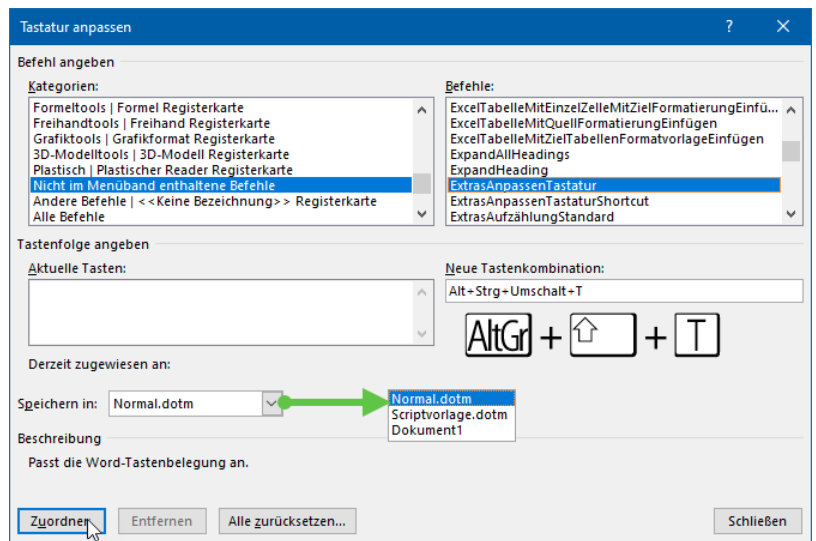 Tastatur anpassen ? ×
Befehl angeben
Kategorien:
Formeltools | Formel Registerkarte
Freihandtools | Freihand Registerkarte
Grafiktools | Grafikformat Registerkarte
3D-Modelltools | 3D-Modell Registerkarte
Plastisch | Plastischer Reader Registerkarte
Nicht im Menüband enthaltene Befehle
Andere Befehle | <<Keine Bezeichnung>> Registerkarte
Alle Befehle
Befehle:
ExcelTabelleMitEinzelZelleMitZielFormatierungEinfü...
ExcelTabelleMitQuellFormatierungEinfügen
ExcelTabelleMitZielTabellenFormatvorlageEinfügen
ExpandAllHeadings
ExpandHeading
ExtrasAnpassenTastatur
ExtrasAnpassenTastaturShortcut
ExtrasAufzählungStandard
Tastenfolge angeben
Aktuelle Tasten:
Neue Tastenkombination:
Alt+Strg+Umschalt+T
AltGr + ⇧ + T
Derzeit zugewiesen an:
Speichern in: Normal.dotm
Normal.dotm
Scriptvorlage.dotm
Dokument1
Beschreibung
Passt die Word-Tastenbelegung an.
Zuordnen Entfernen Alle zurücksetzen... Schließen